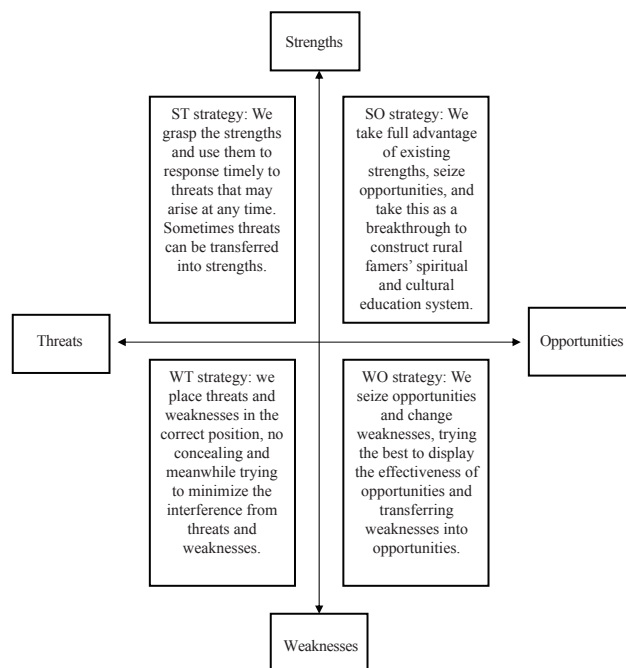 Strengths
ST strategy: We
grasp the strengths
and use them to
response timely to
threats that may
arise at any time.
Sometimes threats
can be transferred
into strengths.
SO strategy: We
take full advantage
of existing
strengths, seize
opportunities, and
take this as a
breakthrough to
construct rural
famers’ spiritual
and cultural
education system.
Threats
Opportunities
WT strategy: we
place threats and
weaknesses in the
correct position, no
concealing and
meanwhile trying
to minimize the
interference from
threats and
weaknesses.
WO strategy: We
seize opportunities
and change
weaknesses, trying
the best to display
the effectiveness of
opportunities and
transferring
weaknesses into
opportunities.
Weaknesses